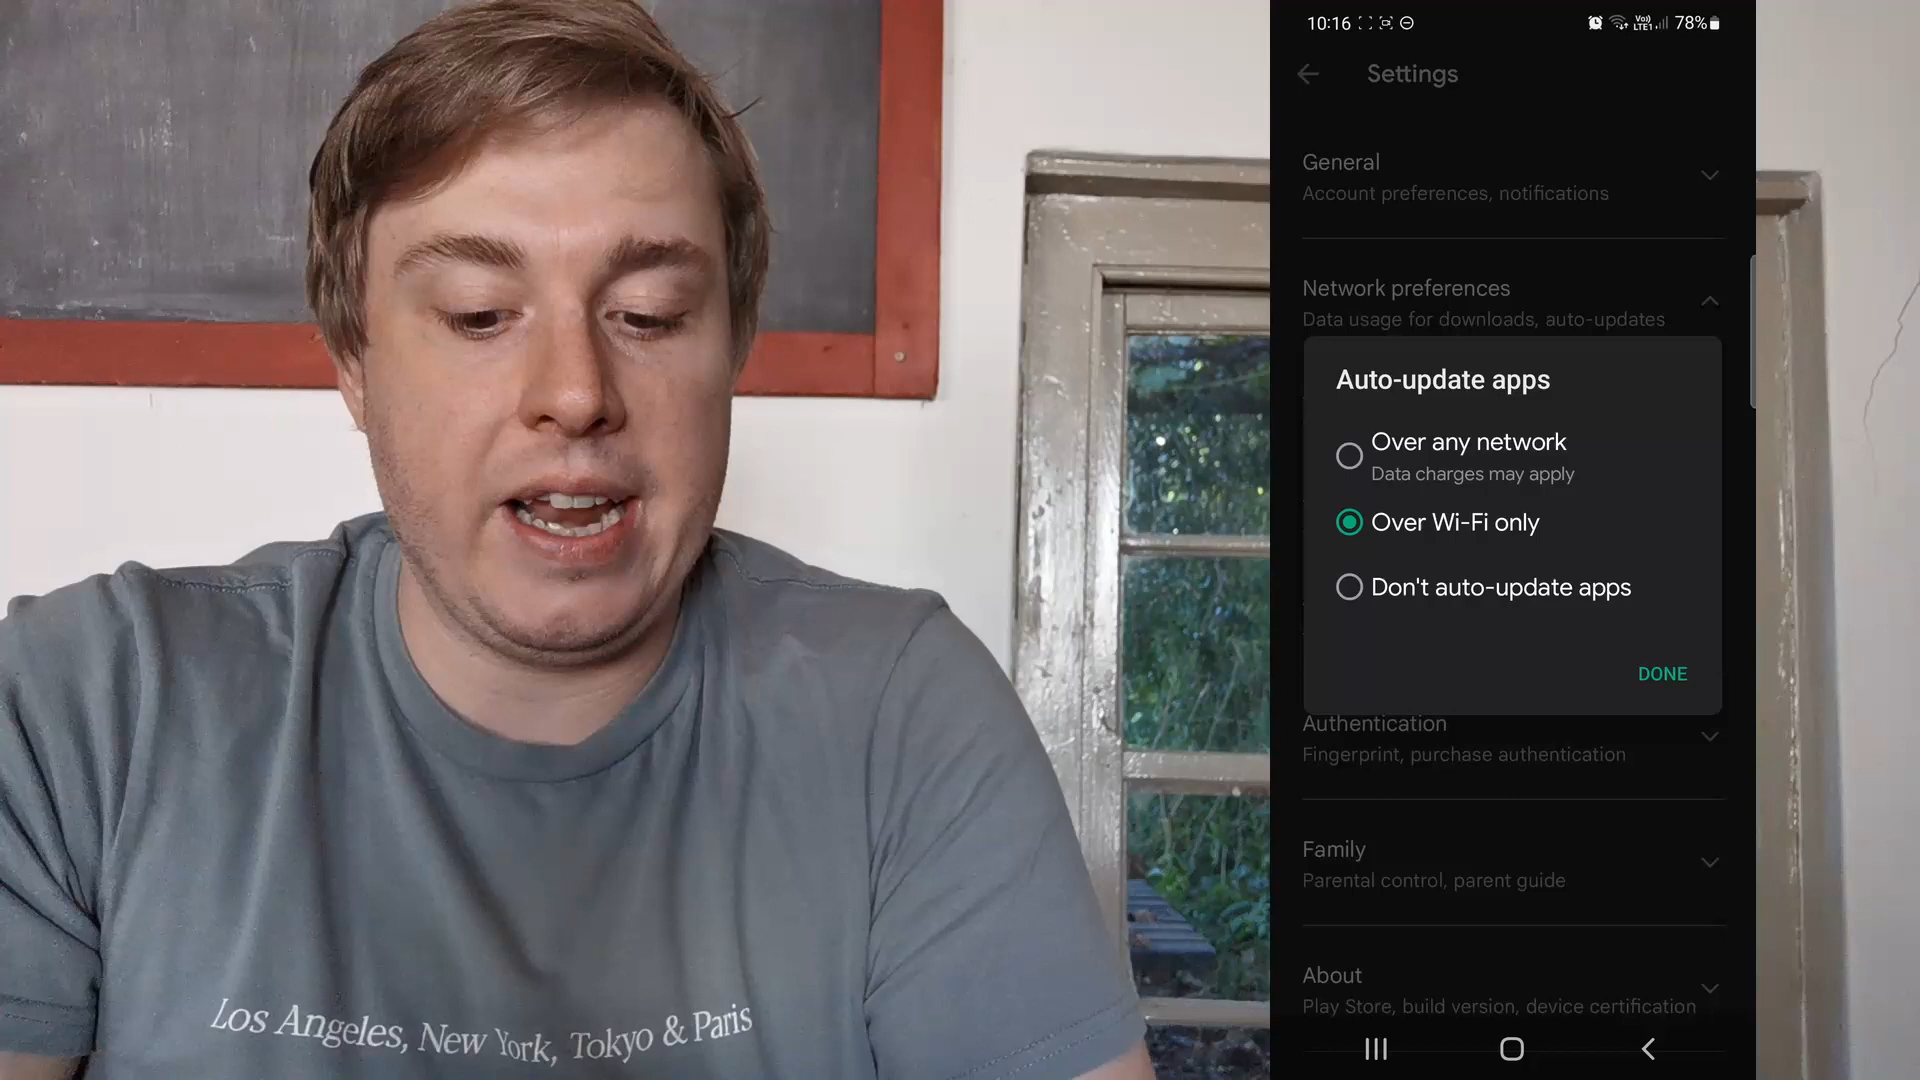 10:16
Vo))
LTE1
78%
Settings
General
Account preferences, notifications
Network preferences
Data usage for downloads, auto-updates
Auto-update apps
Over any network
Data charges may apply
Over Wi-Fi only
Don't auto-update apps
DONE
Authentication
Fingerprint, purchase authentication
Family
Parental control, parent guide
About
Play Store, build version, device certification
Los Angeles, New York, Tokyo & Paris